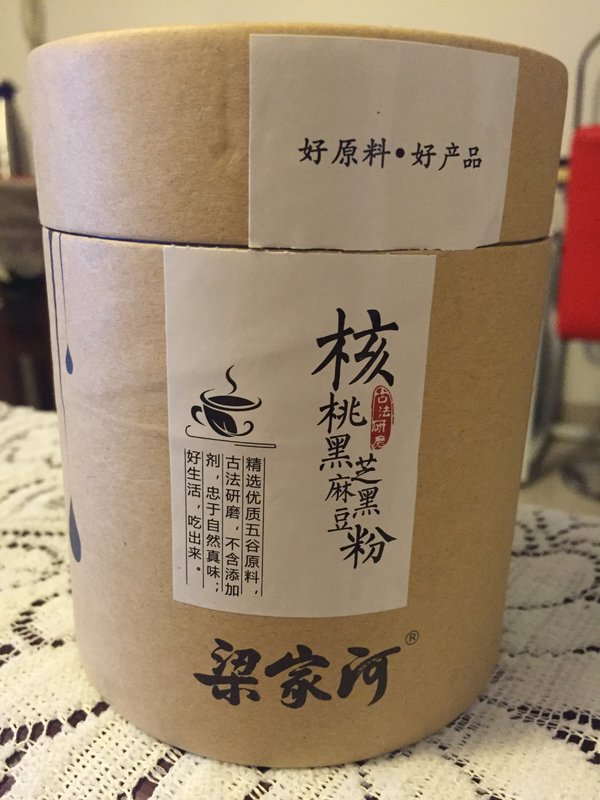 好原料•好产品
核桃黑芝麻黑豆粉
古法研磨
精选优质五谷原料，
古法研磨，不含添加
剂，忠于自然真味；
好生活，吃出来。
梁家河®